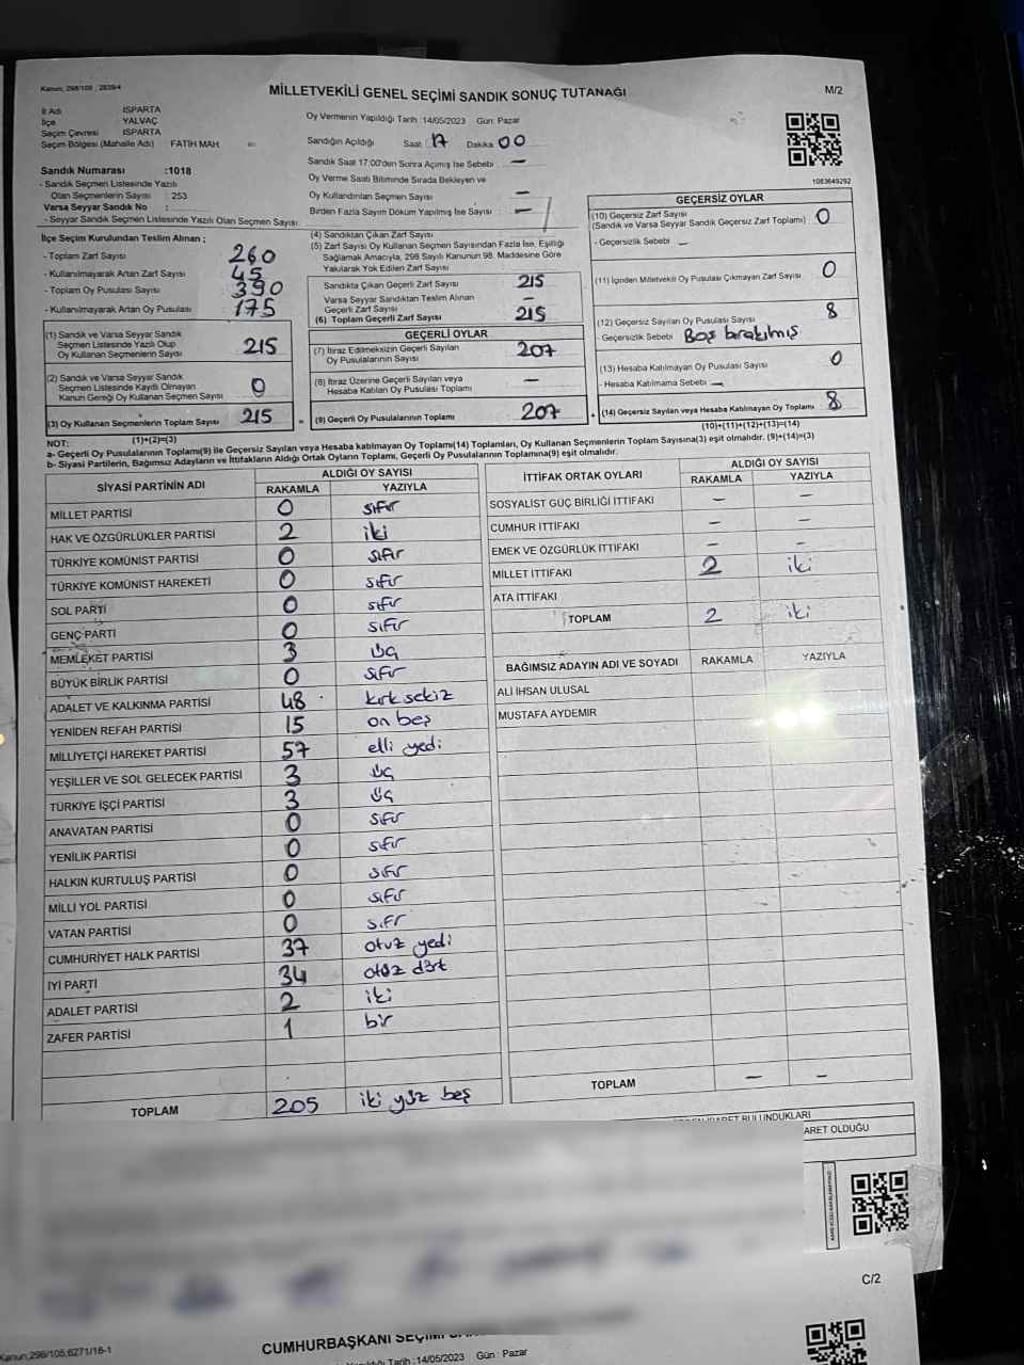 Kanun; 298/105 ; 2839/4
MİLLETVEKİLİ GENEL SEÇİMİ SANDIK SONUÇ TUTANAĞI
M/2
İl Adı ISPARTA
İlçe YALVAÇ
Seçim Çevresi ISPARTA
Seçim Bölgesi (Mahalle Adı) FATİH MAH
Sandık Numarası :1018
- Sandık Seçmen Listesinde Yazılı
Olan Seçmenlerin Sayısı : 253
Varsa Seyyar Sandık No :
- Seyyar Sandık Seçmen Listesinde Yazılı Olan Seçmen Sayısı:
Oy Vermenin Yapıldığı Tarih :14/05/2023 Gün: Pazar
Sandığın Açıldığı Saat 17 Dakika 00
Sandık Saat 17:00'den Sonra Açımış İse Sebebi —
Oy Verme Saati Bitiminde Sırada Bekleyen ve
Oy Kullandırılan Seçmen Sayısı —
Birden Fazla Sayım Döküm Yapılmış İse Sayısı —
1083649292
İlçe Seçim Kurulundan Teslim Alınan ;
- Toplam Zarf Sayısı 260
- Kullanılmayarak Artan Zarf Sayısı 45
- Toplam Oy Pusulası Sayısı 390
- Kullanılmayarak Artan Oy Pusulası 175
(1) Sandık ve Varsa Seyyar Sandık
Seçmen Listesinde Yazılı Olup
Oy Kullanan Seçmenlerin Sayısı 215
(2) Sandık ve Varsa Seyyar Sandık
Seçmen Listesinde Kayıtlı Olmayan
Kanun Gereği Oy Kullanan Seçmen Sayısı 0
(3) Oy Kullanan Seçmenlerin Toplam Sayısı 215
(1)+(2)=(3)
(4) Sandıktan Çıkan Zarf Sayısı
(5) Zarf Sayısı Oy Kullanan Seçmen Sayısından Fazla İse, Eşitliği
Sağlamak Amacıyla, 298 Sayılı Kanunun 98. Maddesine Göre
Yakılarak Yok Edilen Zarf Sayısı
Sandıkta Çıkan Geçerli Zarf Sayısı 215
Varsa Seyyar Sandıktan Teslim Alınan
Geçerli Zarf Sayısı —
(6) Toplam Geçerli Zarf Sayısı 215
GEÇERLİ OYLAR
(7) İtiraz Edilmeksizin Geçerli Sayılan
Oy Pusulalarının Sayısı 207
(8) İtiraz Üzerine Geçerli Sayılan veya
Hesaba Katılan Oy Pusulası Toplamı —
= (9) Geçerli Oy Pusulalarının Toplamı 207
GEÇERSİZ OYLAR
(10) Geçersiz Zarf Sayısı
(Sandık ve Varsa Seyyar Sandık Geçersiz Zarf Toplamı) 0
- Geçersizlik Sebebi —
(11) İçinden Milletvekili Oy Pusulası Çıkmayan Zarf Sayısı 0
(12) Geçersiz Sayılan Oy Pusulası Sayısı 8
- Geçersizlik Sebebi Boş bırakılmış
(13) Hesaba Katılmayan Oy Pusulası Sayısı 0
- Hesaba Katılmama Sebebi —
+ (14) Geçersiz Sayılan veya Hesaba Katılmayan Oy Toplamı 8
(10)+(11)+(12)+(13)=(14)
NOT:
a- Geçerli Oy Pusulalarının Toplamı(9) ile Geçersiz Sayılan veya Hesaba katılmayan Oy Toplamı(14) Toplamları, Oy Kullanan Seçmenlerin Toplam Sayısına(3) eşit olmalıdır. (9)+(14)=(3)
b- Siyasi Partilerin, Bağımsız Adayların ve İttifakların Aldığı Ortak Oyların Toplamı, Geçerli Oy Pusulalarının Toplamına(9) eşit olmalıdır.
SİYASİ PARTİNİN ADI ALDIĞI OY SAYISI
RAKAMLA YAZIYLA
MİLLET PARTİSİ 0 sıfır
HAK VE ÖZGÜRLÜKLER PARTİSİ 2 iki
TÜRKİYE KOMÜNİST PARTİSİ 0 sıfır
TÜRKİYE KOMÜNİST HAREKETİ 0 sıfır
SOL PARTİ 0 sıfır
GENÇ PARTİ 0 sıfır
MEMLEKET PARTİSİ 3 üç
BÜYÜK BİRLİK PARTİSİ 0 sıfır
ADALET VE KALKINMA PARTİSİ 48 kırk sekiz
YENİDEN REFAH PARTİSİ 15 on beş
MİLLİYETÇİ HAREKET PARTİSİ 57 elli yedi
YEŞİLLER VE SOL GELECEK PARTİSİ 3 üç
TÜRKİYE İŞÇİ PARTİSİ 3 üç
ANAVATAN PARTİSİ 0 sıfır
YENİLİK PARTİSİ 0 sıfır
HALKIN KURTULUŞ PARTİSİ 0 sıfır
MİLLİ YOL PARTİSİ 0 sıfır
VATAN PARTİSİ 0 sıfır
CUMHURİYET HALK PARTİSİ 37 otuz yedi
İYİ PARTİ 34 otuz dört
ADALET PARTİSİ 2 iki
ZAFER PARTİSİ 1 bir
TOPLAM 205 iki yüz beş
İTTİFAK ORTAK OYLARI ALDIĞI OY SAYISI
RAKAMLA YAZIYLA
SOSYALİST GÜÇ BİRLİĞİ İTTİFAKI — —
CUMHUR İTTİFAKI — —
EMEK VE ÖZGÜRLÜK İTTİFAKI — —
MİLLET İTTİFAKI 2 iki
ATA İTTİFAKI
TOPLAM 2 iki
BAĞIMSIZ ADAYIN ADI VE SOYADI RAKAMLA YAZIYLA
ALİ İHSAN ULUSAL
MUSTAFA AYDEMİR
TOPLAM — —
BULUNDUKLARI
ARET OLDUĞU
C/2
Kanun;298/105;6271/16-1
CUMHURBAŞKANI SEÇİMİ
Tarih :14/05/2023 Gün : Pazar